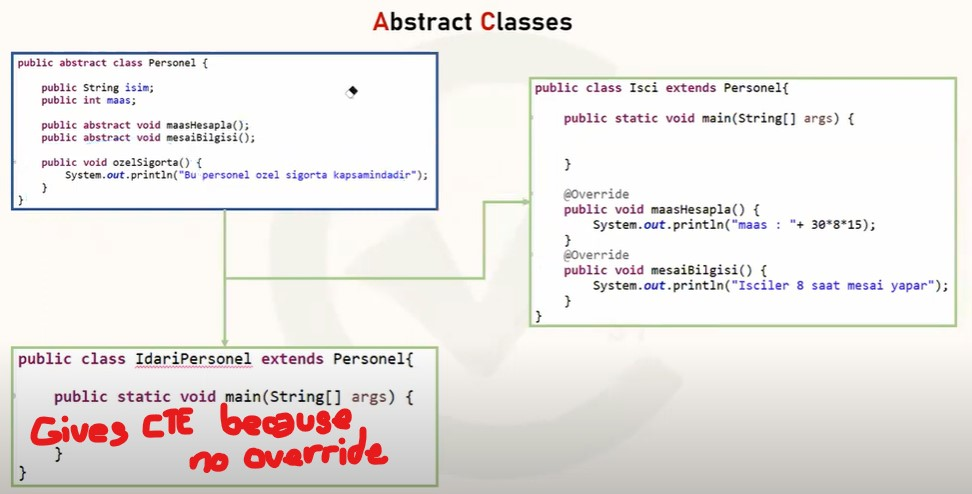 Abstract Classes
public abstract class Personel {
public String isim;
public int maas;
public abstract void maasHesapla();
public abstract void mesaiBilgisi();
public void ozelSigorta() {
System.out.println("Bu personel ozel sigorta kapsamindadir");
}
}
public class Isci extends Personel{
public static void main(String[] args) {
}
@Override
public void maasHesapla() {
System.out.println("maas : "+ 30*8*15);
}
@Override
public void mesaiBilgisi() {
System.out.println("Isciler 8 saat mesai yapar");
}
}
public class IdariPersonel extends Personel{
public static void main(String[] args) {
Gives CTE because
no override
}
}